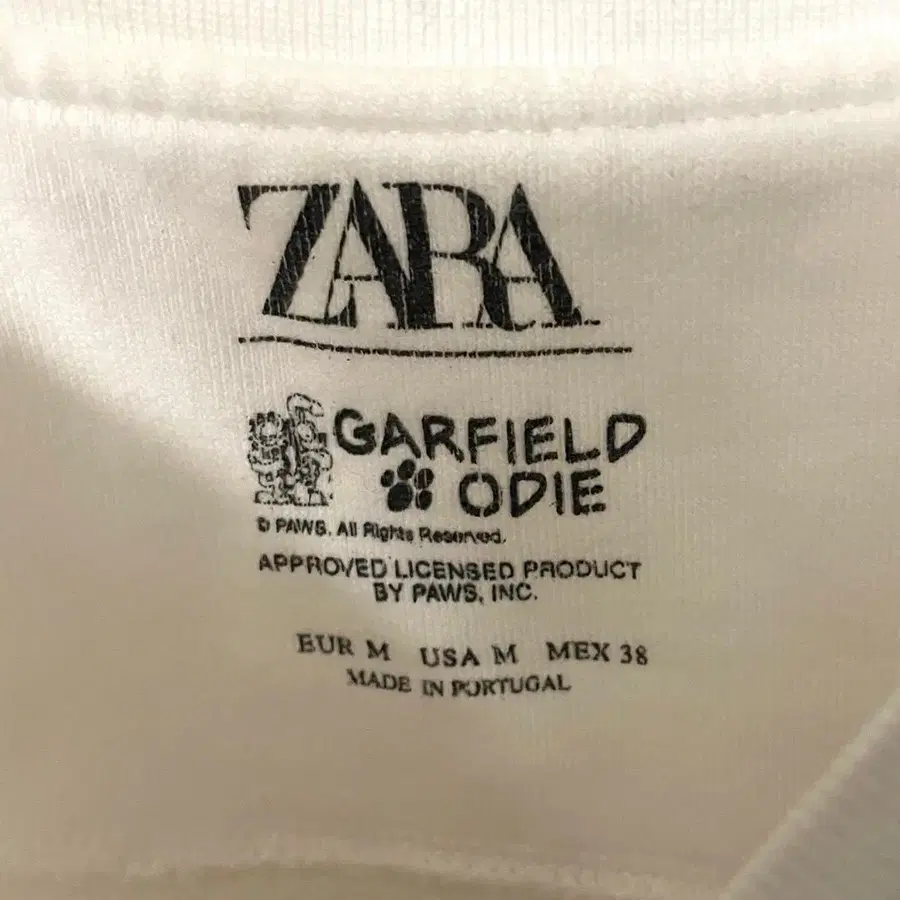 ZARA
GARFIELD
ODIE
© PAWS. All Rights Reserved.
APPROVED LICENSED PRODUCT
BY PAWS, INC.
EUR M USA M MEX 38
MADE IN PORTUGAL